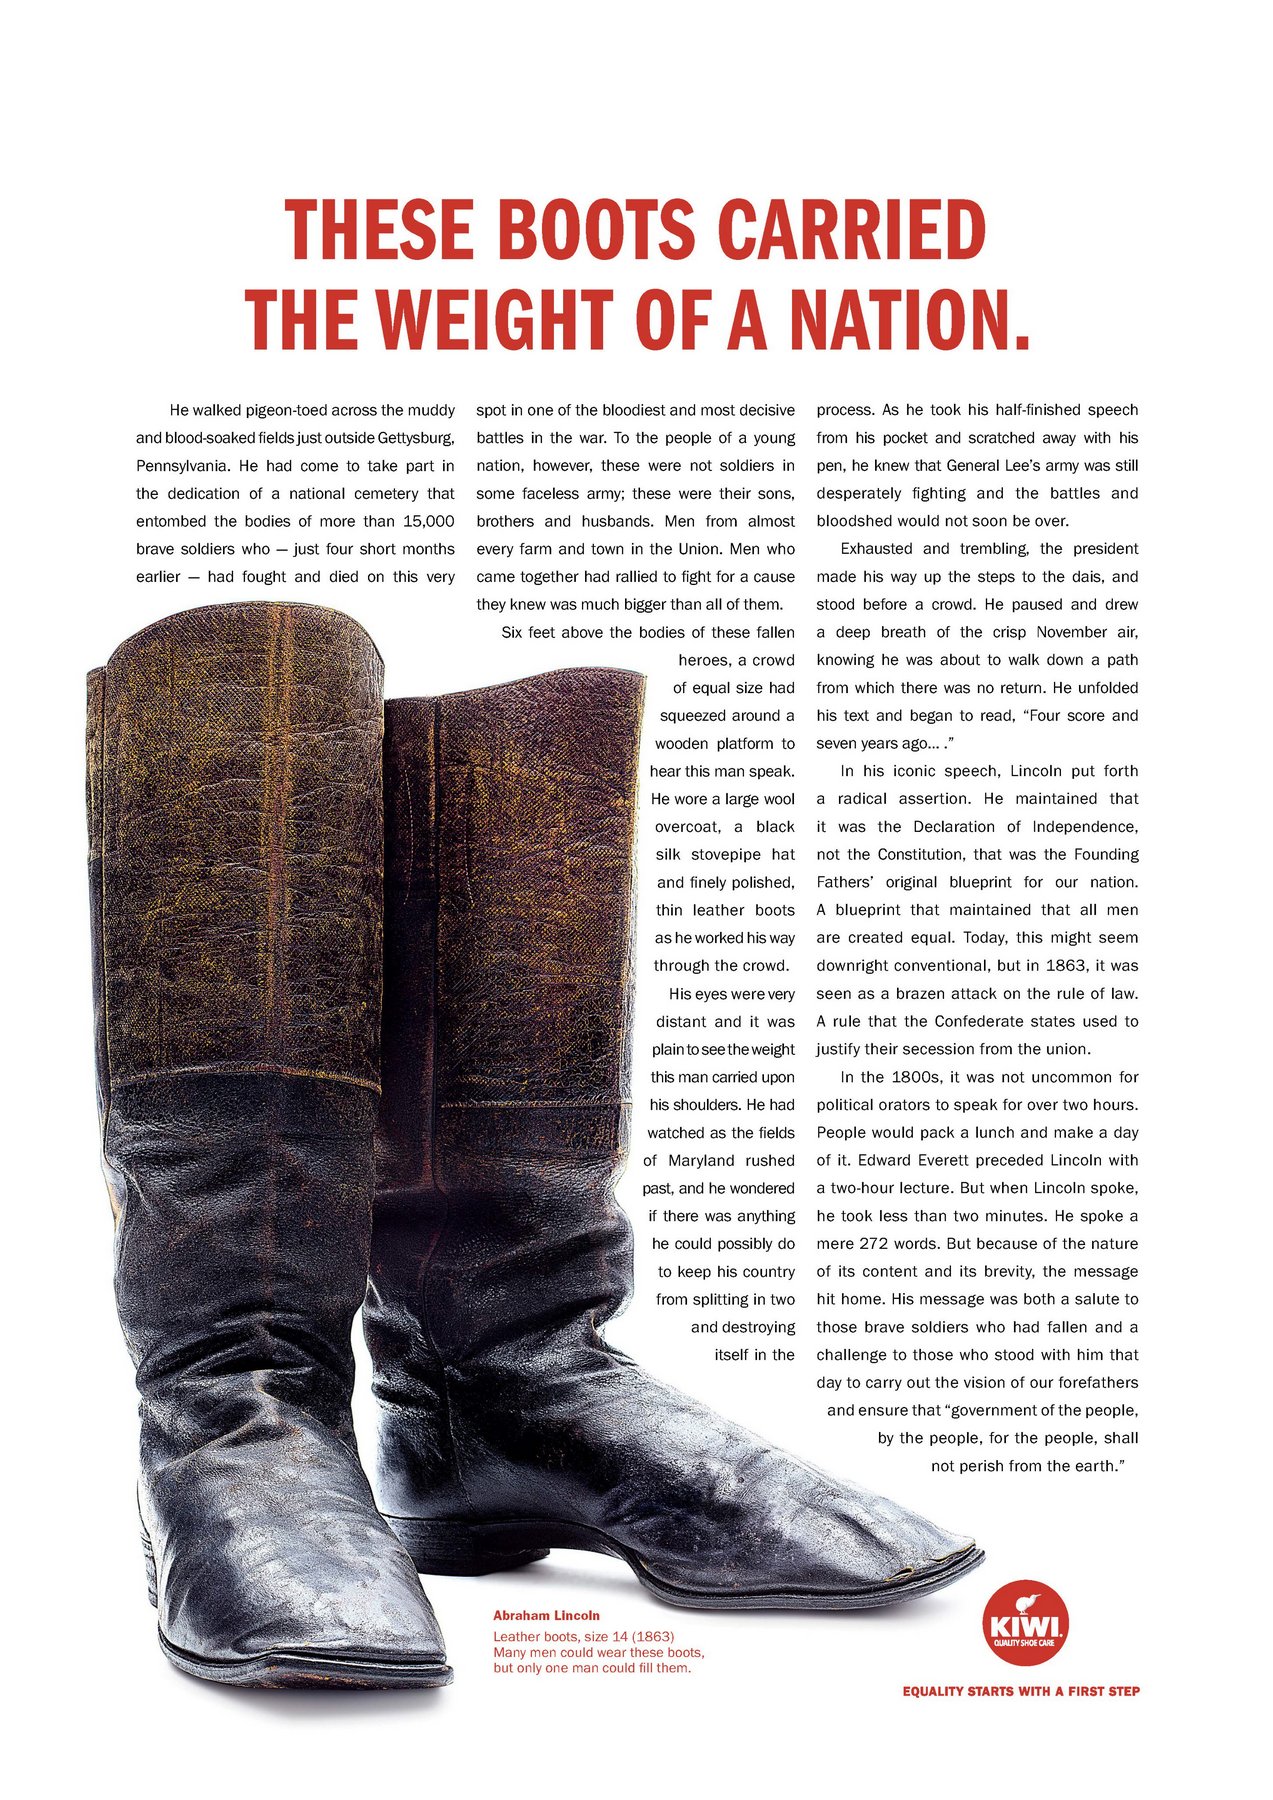 THESE BOOTS CARRIED
THE WEIGHT OF A NATION.
He walked pigeon-toed across the muddy
and blood-soaked fields just outside Gettysburg,
Pennsylvania. He had come to take part in
the dedication of a national cemetery that
entombed the bodies of more than 15,000
brave soldiers who — just four short months
earlier — had fought and died on this very
spot in one of the bloodiest and most decisive
battles in the war. To the people of a young
nation, however, these were not soldiers in
some faceless army; these were their sons,
brothers and husbands. Men from almost
every farm and town in the Union. Men who
came together had rallied to fight for a cause
they knew was much bigger than all of them.
Six feet above the bodies of these fallen
heroes, a crowd
of equal size had
squeezed around a
wooden platform to
hear this man speak.
He wore a large wool
overcoat, a black
silk stovepipe hat
and finely polished,
thin leather boots
as he worked his way
through the crowd.
His eyes were very
distant and it was
plain to see the weight
this man carried upon
his shoulders. He had
watched as the fields
of Maryland rushed
past, and he wondered
if there was anything
he could possibly do
to keep his country
from splitting in two
and destroying
itself in the
process. As he took his half-finished speech
from his pocket and scratched away with his
pen, he knew that General Lee’s army was still
desperately fighting and the battles and
bloodshed would not soon be over.
Exhausted and trembling, the president
made his way up the steps to the dais, and
stood before a crowd. He paused and drew
a deep breath of the crisp November air,
knowing he was about to walk down a path
from which there was no return. He unfolded
his text and began to read, “Four score and
seven years ago... .”
In his iconic speech, Lincoln put forth
a radical assertion. He maintained that
it was the Declaration of Independence,
not the Constitution, that was the Founding
Fathers’ original blueprint for our nation.
A blueprint that maintained that all men
are created equal. Today, this might seem
downright conventional, but in 1863, it was
seen as a brazen attack on the rule of law.
A rule that the Confederate states used to
justify their secession from the union.
In the 1800s, it was not uncommon for
political orators to speak for over two hours.
People would pack a lunch and make a day
of it. Edward Everett preceded Lincoln with
a two-hour lecture. But when Lincoln spoke,
he took less than two minutes. He spoke a
mere 272 words. But because of the nature
of its content and its brevity, the message
hit home. His message was both a salute to
those brave soldiers who had fallen and a
challenge to those who stood with him that
day to carry out the vision of our forefathers
and ensure that “government of the people,
by the people, for the people, shall
not perish from the earth.”
Abraham Lincoln
Leather boots, size 14 (1863)
Many men could wear these boots,
but only one man could fill them.
KIWI.
QUALITY SHOE CARE
EQUALITY STARTS WITH A FIRST STEP